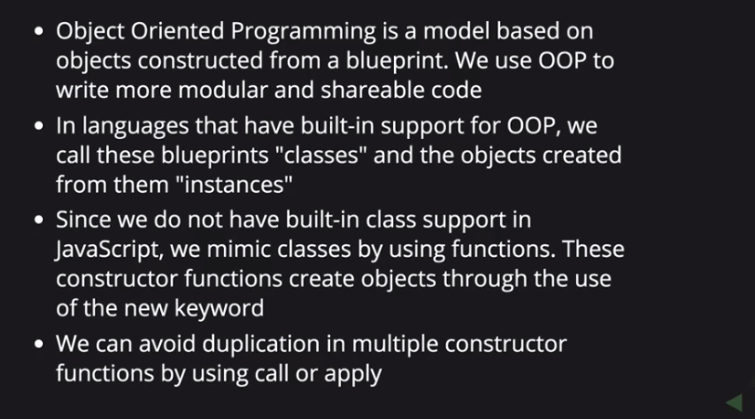 • Object Oriented Programming is a model based on
objects constructed from a blueprint. We use OOP to
write more modular and shareable code
• In languages that have built-in support for OOP, we
call these blueprints "classes" and the objects created
from them "instances"
• Since we do not have built-in class support in
JavaScript, we mimic classes by using functions. These
constructor functions create objects through the use
of the new keyword
• We can avoid duplication in multiple constructor
functions by using call or apply